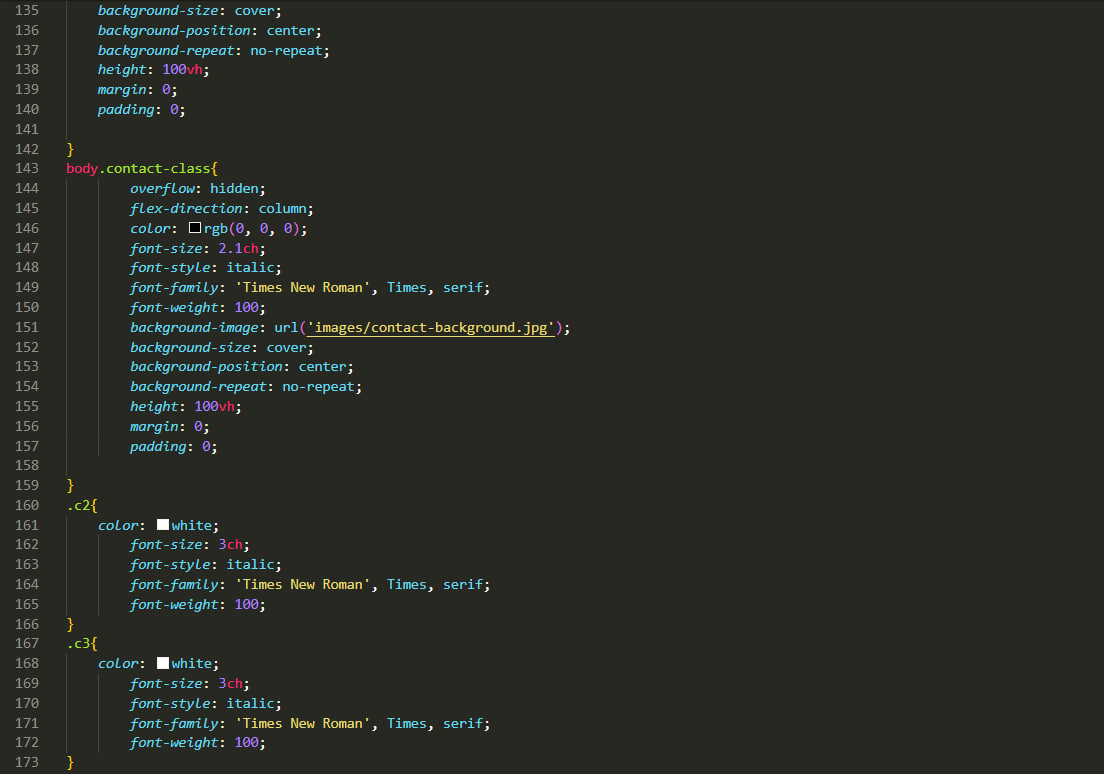 135 background-size: cover;
136 background-position: center;
137 background-repeat: no-repeat;
138 height: 100vh;
139 margin: 0;
140 padding: 0;
141
142 }
143 body.contact-class{
144 overflow: hidden;
145 flex-direction: column;
146 color: rgb(0, 0, 0);
147 font-size: 2.1ch;
148 font-style: italic;
149 font-family: 'Times New Roman', Times, serif;
150 font-weight: 100;
151 background-image: url('images/contact-background.jpg');
152 background-size: cover;
153 background-position: center;
154 background-repeat: no-repeat;
155 height: 100vh;
156 margin: 0;
157 padding: 0;
158
159 }
160 .c2{
161 color: white;
162 font-size: 3ch;
163 font-style: italic;
164 font-family: 'Times New Roman', Times, serif;
165 font-weight: 100;
166 }
167 .c3{
168 color: white;
169 font-size: 3ch;
170 font-style: italic;
171 font-family: 'Times New Roman', Times, serif;
172 font-weight: 100;
173 }